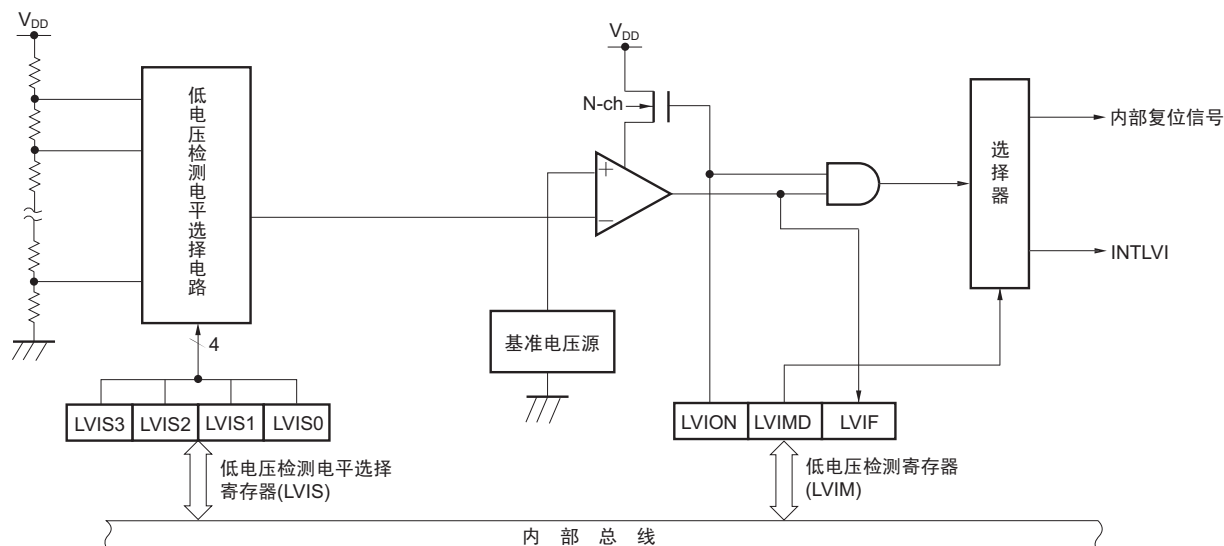 VDD
低电压检测电平选择电路
4
LVIS3 LVIS2 LVIS1 LVIS0
低电压检测电平选择
寄存器(LVIS)
VDD
N-ch
+
−
基准电压源
选择器
内部复位信号
INTLVI
LVION LVIMD LVIF
低电压检测寄存器
(LVIM)
内 部 总 线